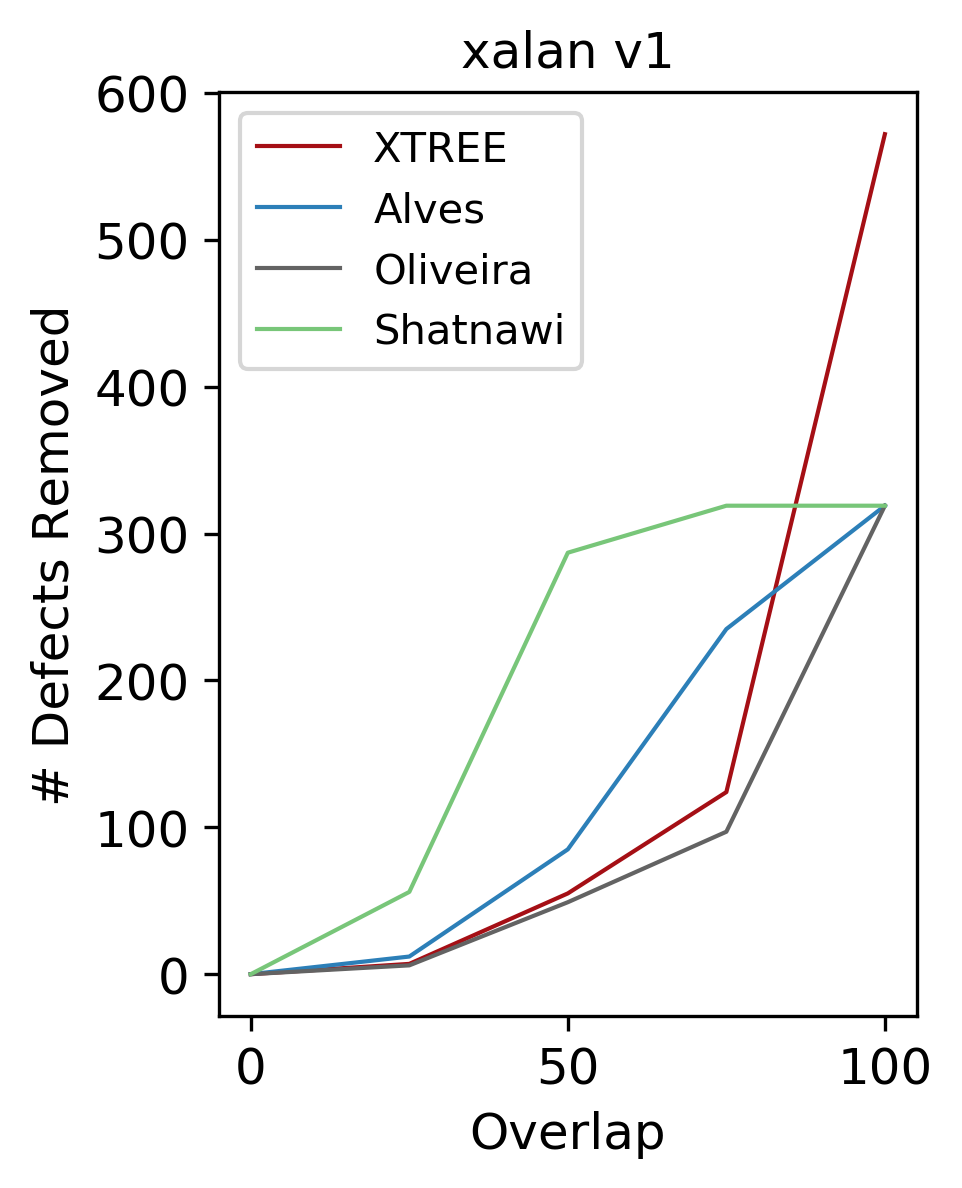 xalan v1
600
500
400
300
200
100
0
# Defects Removed
XTREE
Alves
Oliveira
Shatnawi
0 50 100
Overlap